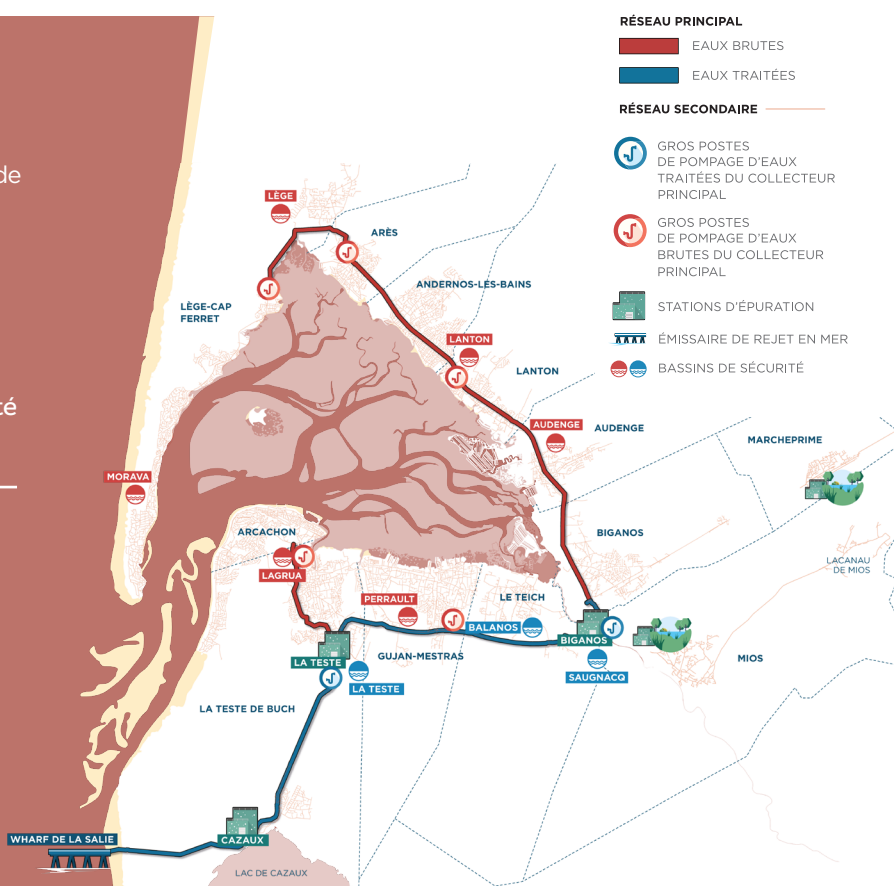 RÉSEAU PRINCIPAL
EAUX BRUTES
EAUX TRAITÉES
RÉSEAU SECONDAIRE
GROS POSTES
DE POMPAGE D'EAUX
TRAITÉES DU COLLECTEUR
PRINCIPAL
GROS POSTES
DE POMPAGE D'EAUX
BRUTES DU COLLECTEUR
PRINCIPAL
STATIONS D'ÉPURATION
ÉMISSAIRE DE REJET EN MER
BASSINS DE SÉCURITÉ
de
té
LÈGE
ARÈS
ANDERNOS-LES-BAINS
LÈGE-CAP
FERRET
LANTON
LANTON
AUDENGE
AUDENGE
MARCHEPRIME
MORAVA
ARCACHON
BIGANOS
LACANAU
DE MIOS
LAGRUA
PERRAULT
LE TEICH
BALANOS
BIGANOS
LA TESTE
GUJAN-MESTRAS
MIOS
SAUGNACQ
LA TESTE
LA TESTE DE BUCH
WHARF DE LA SALIE
CAZAUX
LAC DE CAZAUX